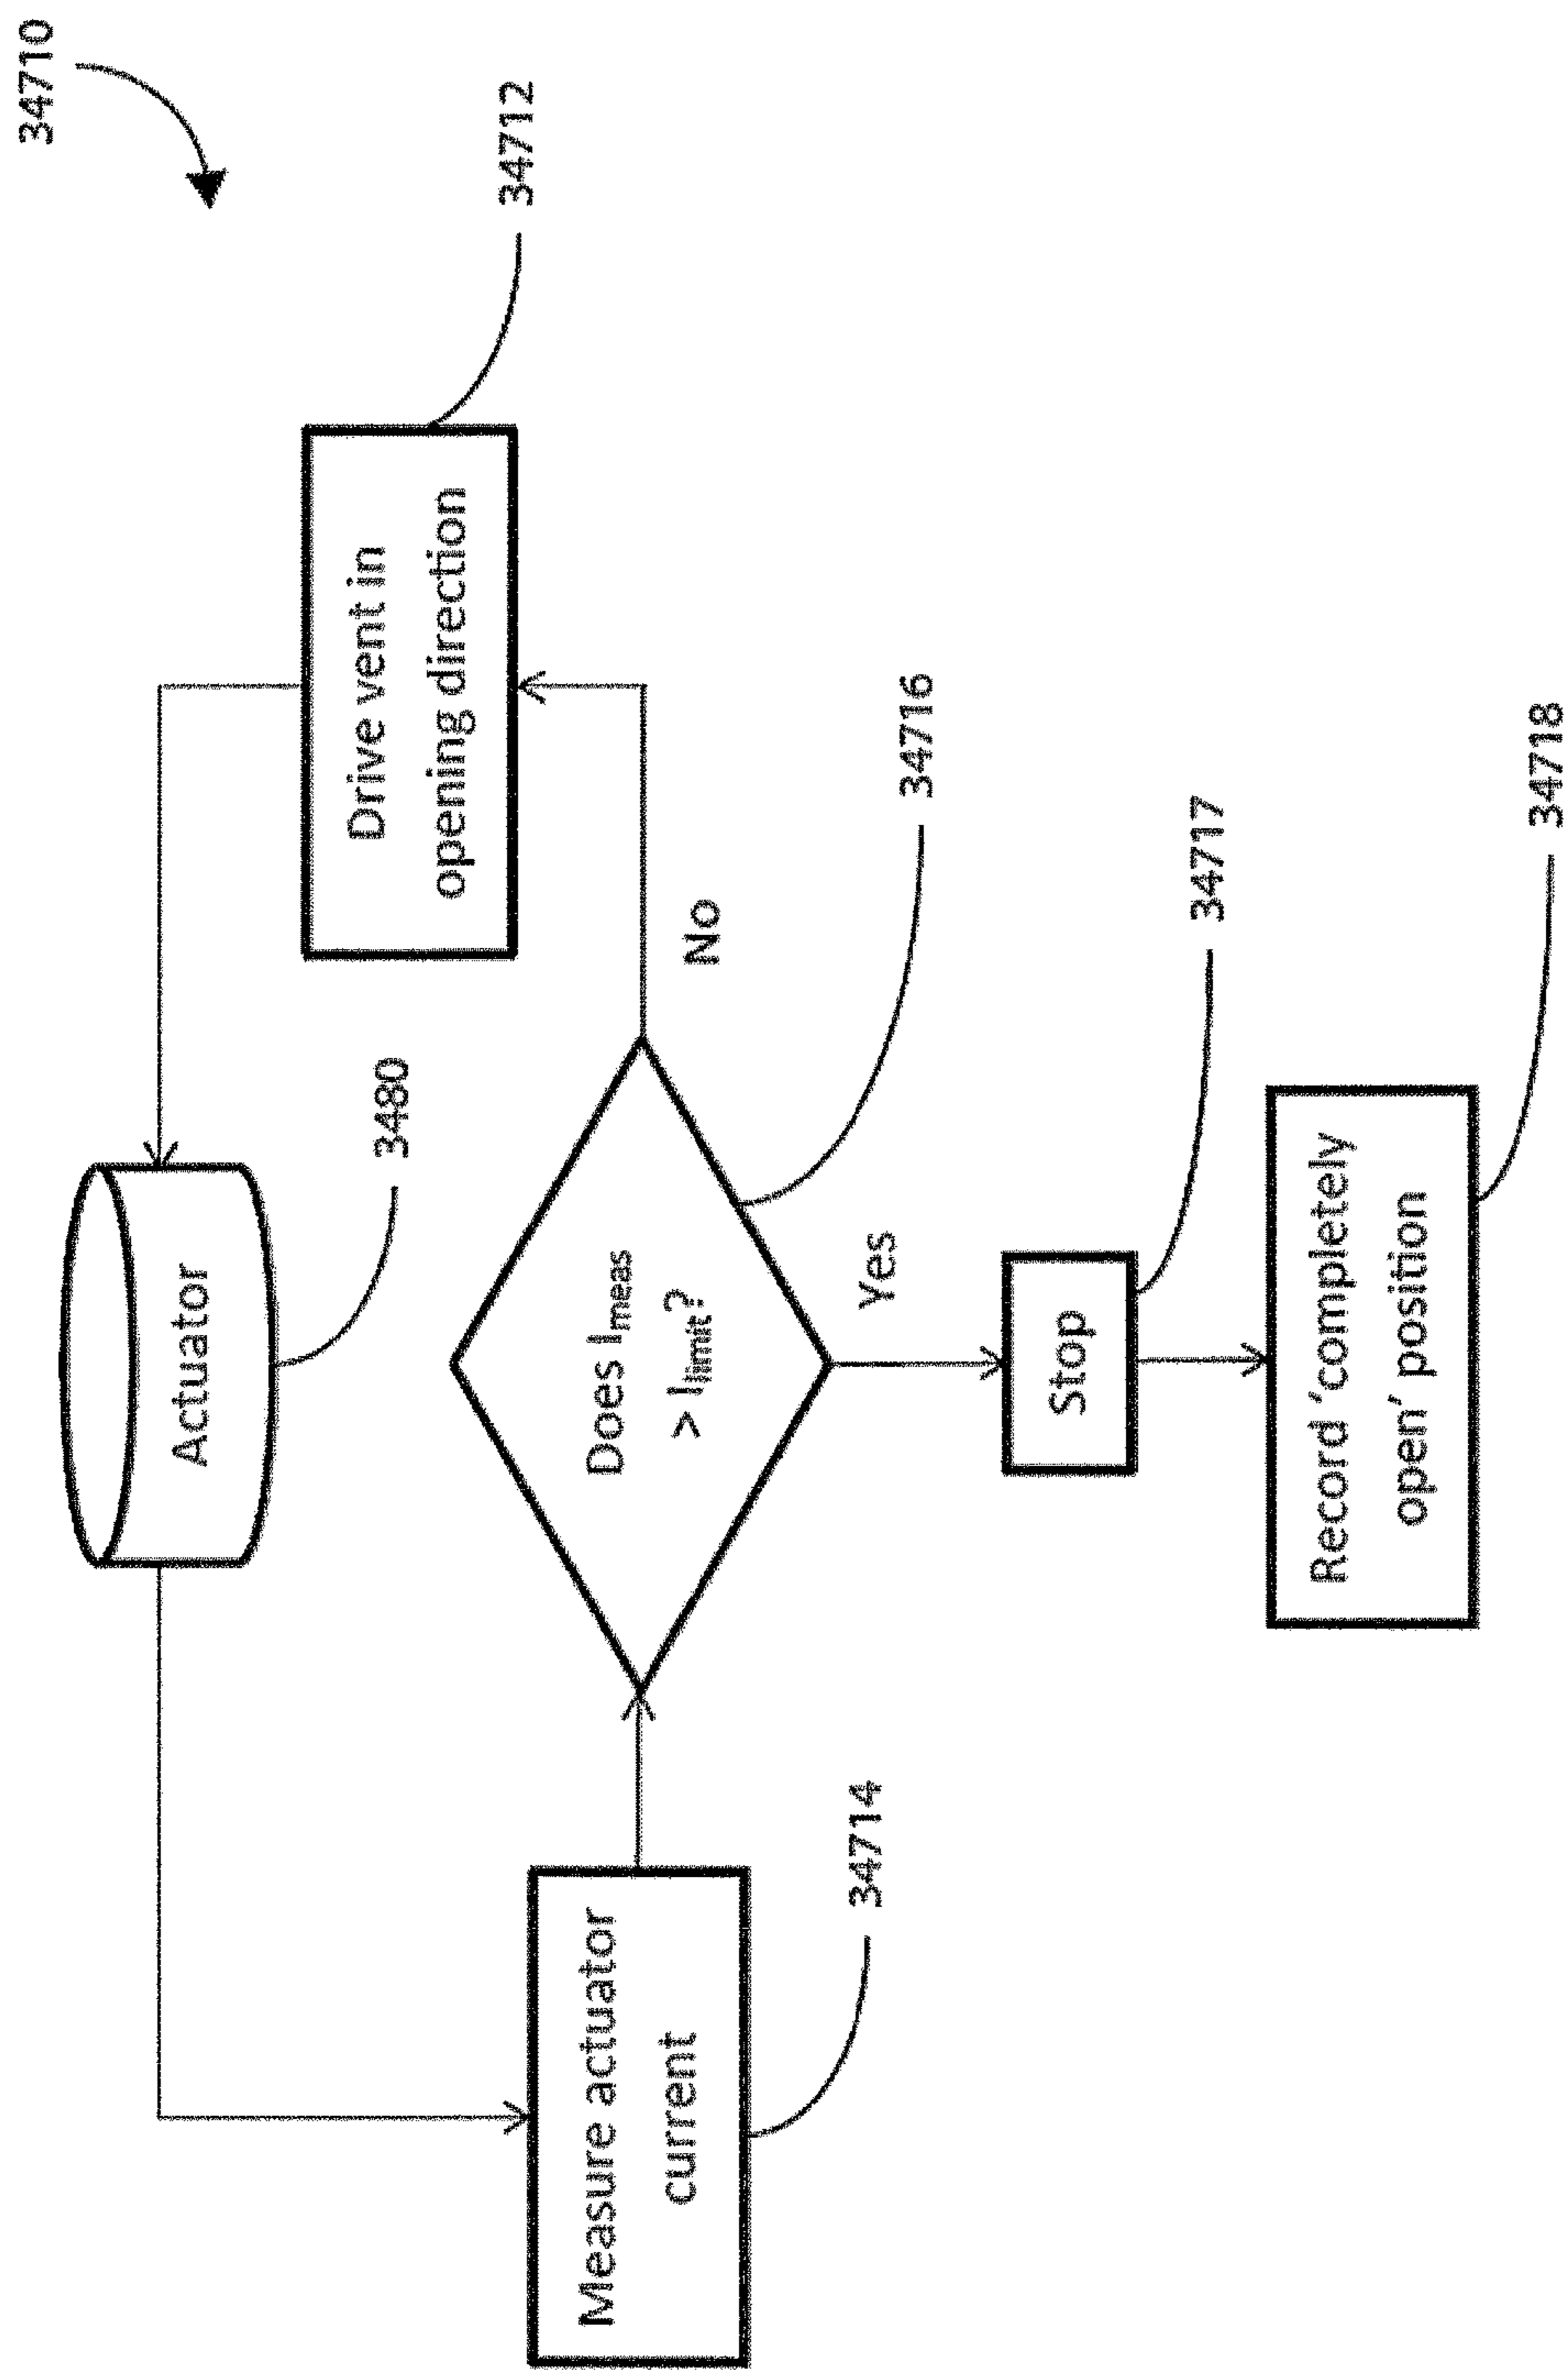 34710
Actuator
3480
Drive vent in
opening direction
34712
Measure actuator
current
34714
Does Imeas
> Ilimit?
34716
No
Yes
Stop
34717
Record ‘completely
open’ position
34718